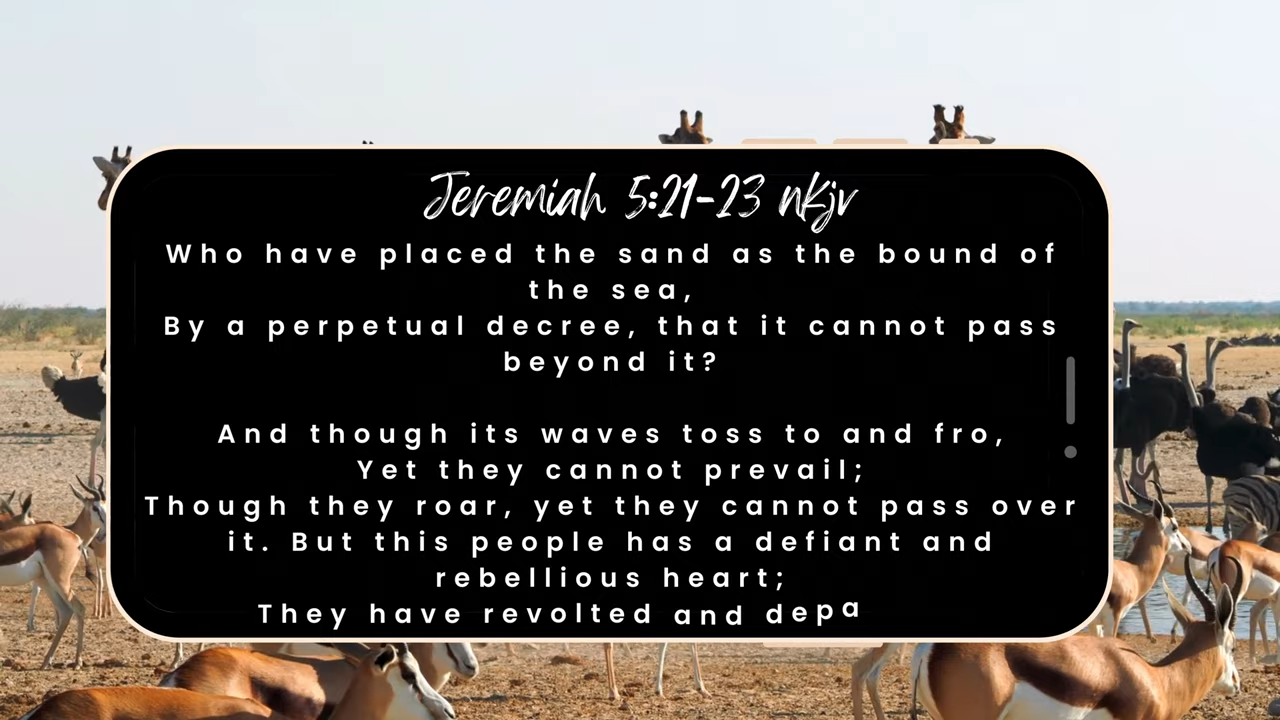 Jeremiah 5:21-23 nkjv
Who have placed the sand as the bound of
the sea,
By a perpetual decree, that it cannot pass
beyond it?
And though its waves toss to and fro,
Yet they cannot prevail;
Though they roar, yet they cannot pass over
it. But this people has a defiant and
rebellious heart;
They have revolted and depa